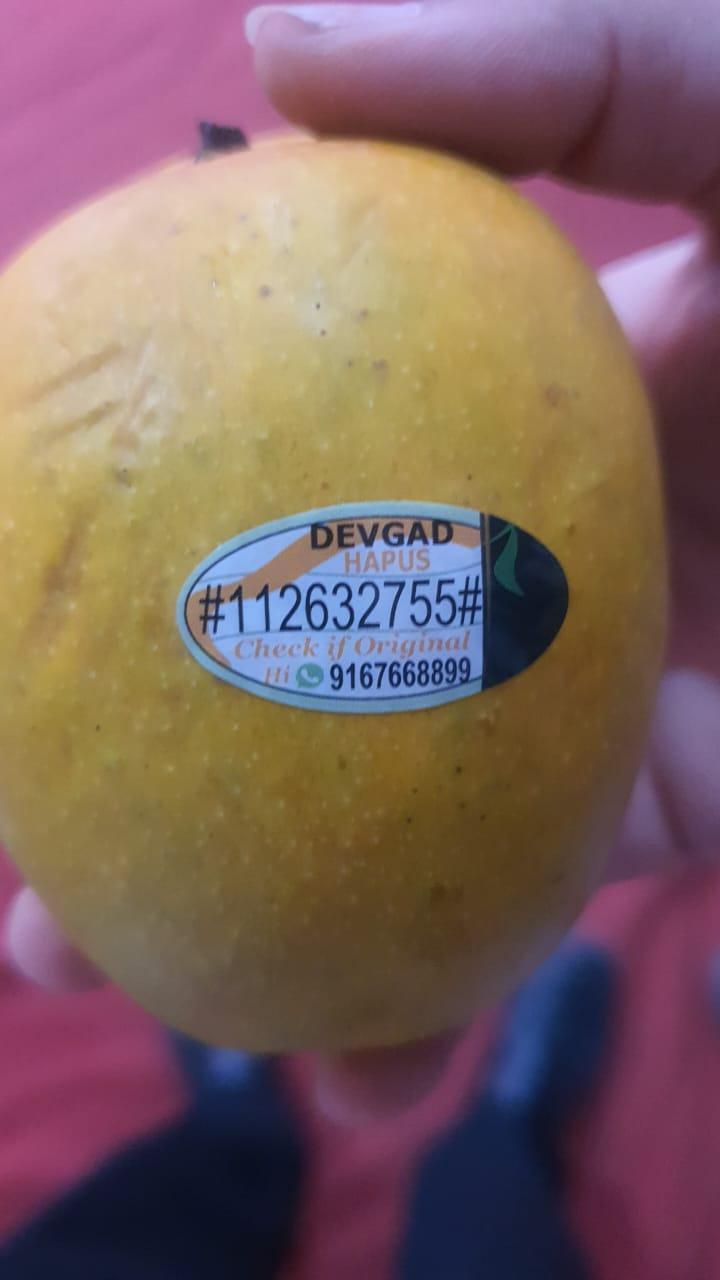 DEVGAD
HAPUS
#112632755#
Check if Original
Hi 9167668899